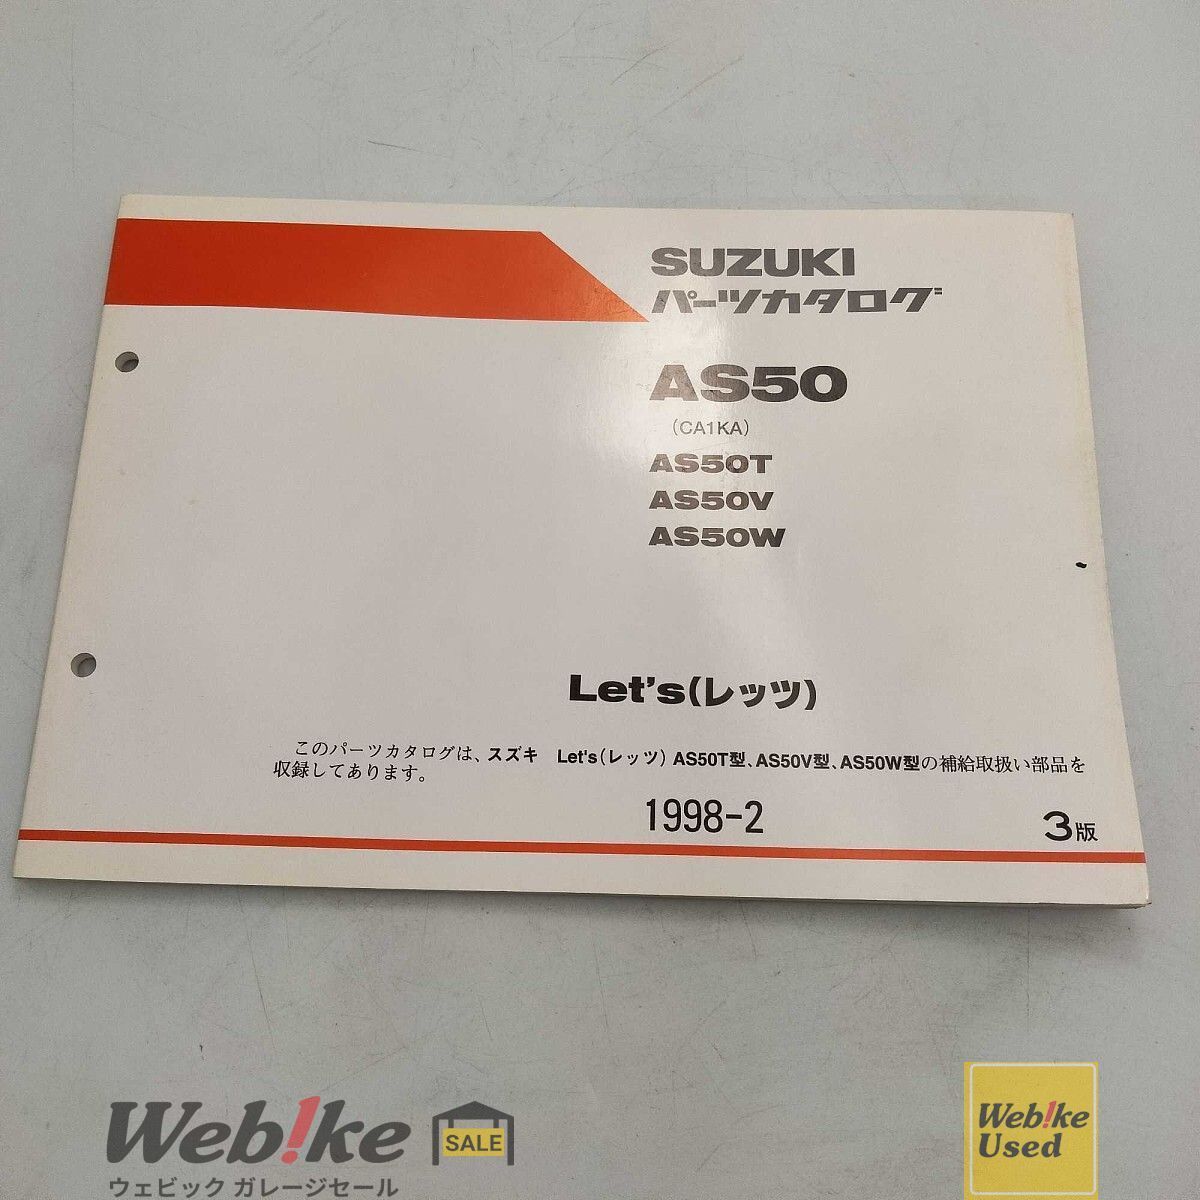 SUZUKI
パーツカタログ
AS50
(CA1KA)
AS50T
AS50V
AS50W
Let's(レッツ)
このパーツカタログは、スズキ Let's(レッツ) AS50T型、AS50V型、AS50W型の補給取扱い部品を
収録してあります。
1998-2
3版
Web!ke
SALE
ウェビック ガレージセール
Web!ke
Used